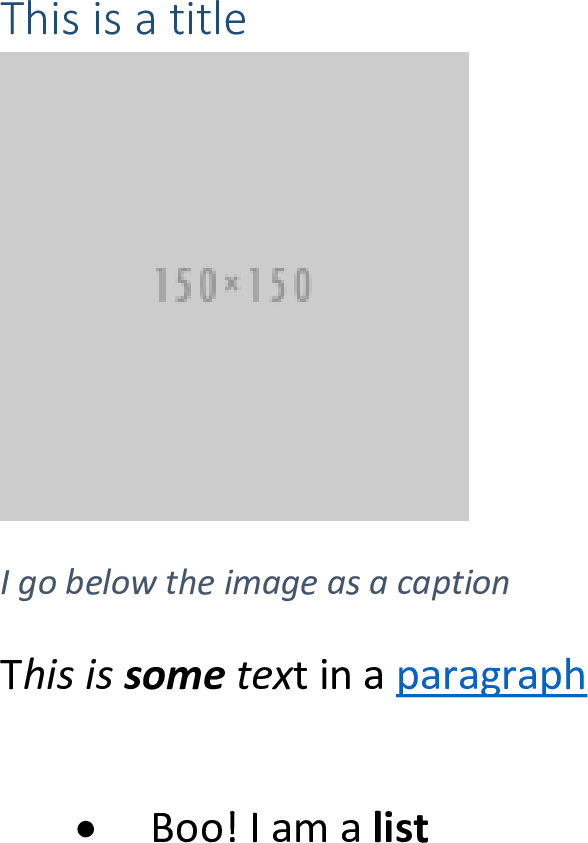 This is a title
150×150
I go below the image as a caption
This is some text in a paragraph
• Boo! I am a list